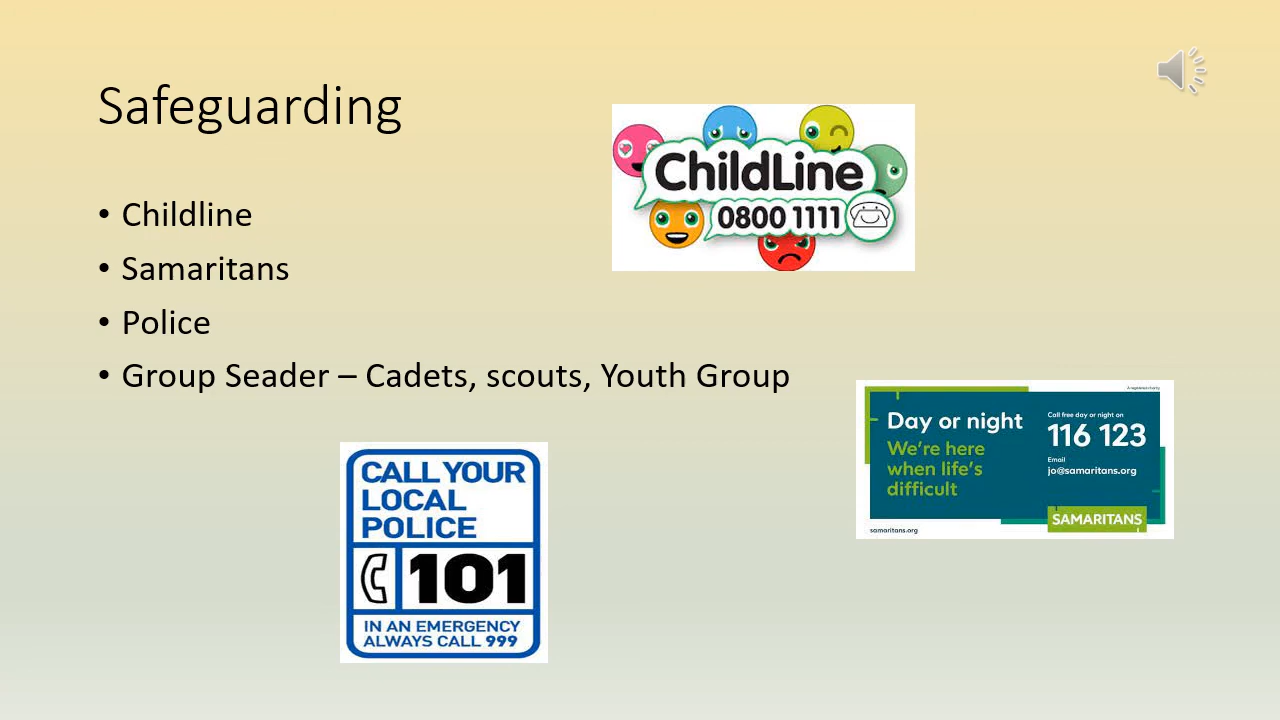 Safeguarding
• Childline
• Samaritans
• Police
• Group Seader – Cadets, scouts, Youth Group
ChildLine
0800 1111
CALL YOUR
LOCAL
POLICE
101
IN AN EMERGENCY
ALWAYS CALL 999
A registered charity
Day or night
We're here
when life's
difficult
Call free day or night on
116 123
Email
jo@samaritans.org
SAMARITANS
samaritans.org